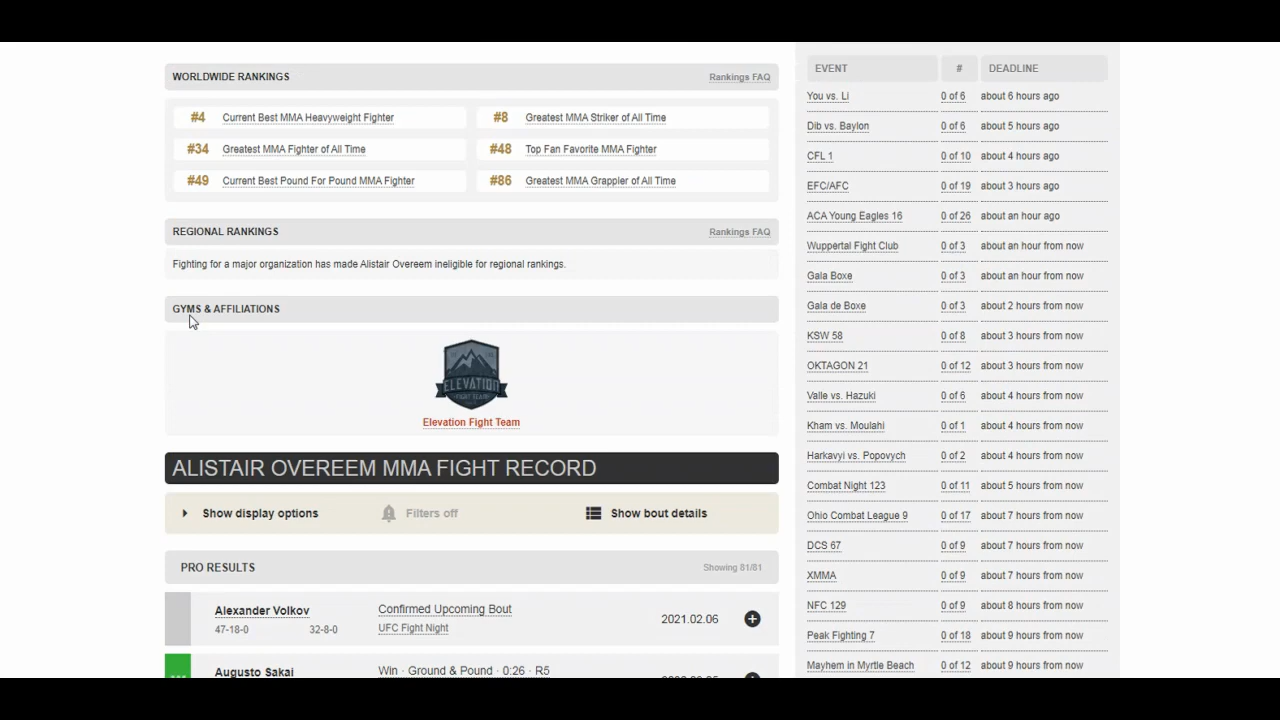 WORLDWIDE RANKINGS Rankings FAQ
#4 Current Best MMA Heavyweight Fighter #8 Greatest MMA Striker of All Time
#34 Greatest MMA Fighter of All Time #48 Top Fan Favorite MMA Fighter
#49 Current Best Pound For Pound MMA Fighter #86 Greatest MMA Grappler of All Time
REGIONAL RANKINGS Rankings FAQ
Fighting for a major organization has made Alistair Overeem ineligible for regional rankings.
GYMS & AFFILIATIONS
ELEVATION
FIGHT TEAM
Elevation Fight Team
ALISTAIR OVEREEM MMA FIGHT RECORD
Show display options Filters off Show bout details
PRO RESULTS Showing 81/81
Alexander Volkov Confirmed Upcoming Bout 2021.02.06
47-18-0 32-8-0 UFC Fight Night
Augusto Sakai Win · Ground & Pound · 0:26 · R5
EVENT # DEADLINE
You vs. Li 0 of 6 about 6 hours ago
Dib vs. Baylon 0 of 6 about 5 hours ago
CFL 1 0 of 10 about 4 hours ago
EFC/AFC 0 of 19 about 3 hours ago
ACA Young Eagles 16 0 of 26 about an hour ago
Wuppertal Fight Club 0 of 3 about an hour from now
Gala Boxe 0 of 3 about an hour from now
Gala de Boxe 0 of 3 about 2 hours from now
KSW 58 0 of 8 about 3 hours from now
OKTAGON 21 0 of 12 about 3 hours from now
Valle vs. Hazuki 0 of 6 about 4 hours from now
Kham vs. Moulahi 0 of 1 about 4 hours from now
Harkavyi vs. Popovych 0 of 2 about 4 hours from now
Combat Night 123 0 of 11 about 5 hours from now
Ohio Combat League 9 0 of 17 about 7 hours from now
DCS 67 0 of 9 about 7 hours from now
XMMA 0 of 9 about 7 hours from now
NFC 129 0 of 9 about 8 hours from now
Peak Fighting 7 0 of 18 about 9 hours from now
Mayhem in Myrtle Beach 0 of 12 about 9 hours from now